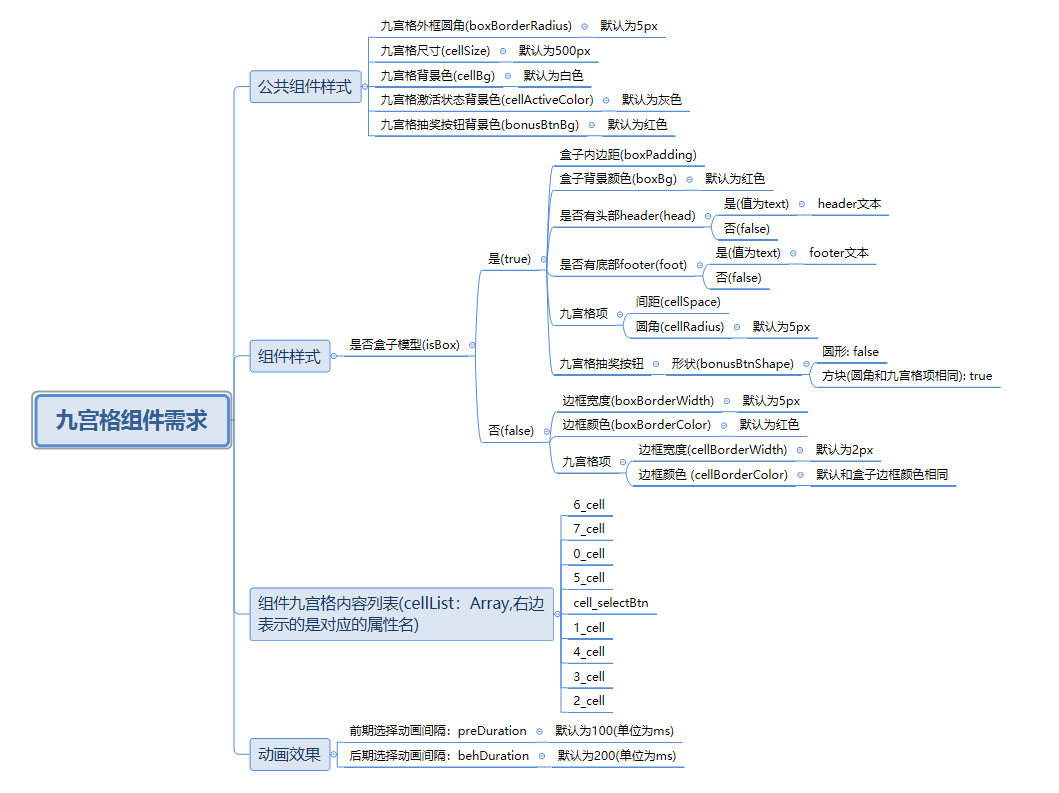 九宫格组件需求
公共组件样式
九宫格外框圆角(boxBorderRadius)
默认为5px
九宫格尺寸(cellSize)
默认为500px
九宫格背景色(cellBg)
默认为白色
九宫格激活状态背景色(cellActiveColor)
默认为灰色
九宫格抽奖按钮背景色(bonusBtnBg)
默认为红色
组件样式
是否盒子模型(isBox)
是(true)
盒子内边距(boxPadding)
盒子背景颜色(boxBg)
默认为红色
是否有头部header(head)
是(值为text)
header文本
否(false)
是否有底部footer(foot)
是(值为text)
footer文本
否(false)
九宫格项
间距(cellSpace)
圆角(cellRadius)
默认为5px
九宫格抽奖按钮
形状(bonusBtnShape)
圆形: false
方块(圆角和九宫格项相同): true
否(false)
边框宽度(boxBorderWidth)
默认为5px
边框颜色(boxBorderColor)
默认为红色
九宫格项
边框宽度(cellBorderWidth)
默认为2px
边框颜色 (cellBorderColor)
默认和盒子边框颜色相同
组件九宫格内容列表(cellList：Array,右边
表示的是对应的属性名)
6_cell
7_cell
0_cell
5_cell
cell_selectBtn
1_cell
4_cell
3_cell
2_cell
动画效果
前期选择动画间隔：preDuration
默认为100(单位为ms)
后期选择动画间隔：behDuration
默认为200(单位为ms)